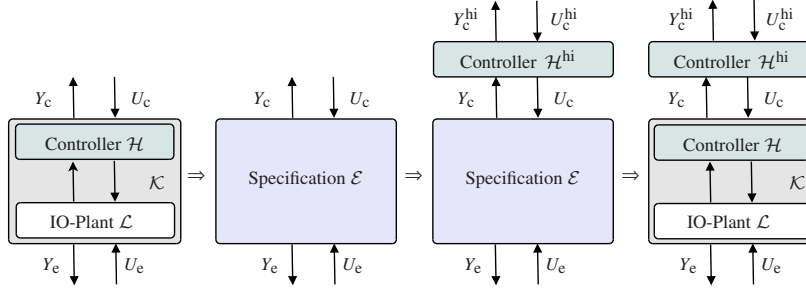 Y_c^hi U_c^hi Y_c^hi U_c^hi
Controller ℋ^hi Controller ℋ^hi
Y_c U_c Y_c U_c Y_c U_c Y_c U_c
Controller ℋ Controller ℋ
𝒦 ⇒ Specification ℰ ⇒ Specification ℰ ⇒ 𝒦
IO-Plant ℒ IO-Plant ℒ
Y_e U_e Y_e U_e Y_e U_e Y_e U_e